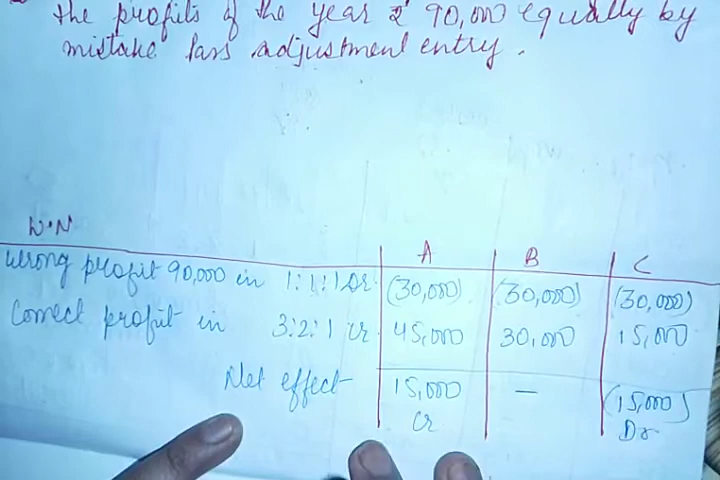 the profits of the year ₹ 90,000 equally by
mistake pass adjustment entry.
W.N
A B C
Wrong profit 90,000 in 1:1:1 Dr. (30,000) (30,000) (30,000)
Correct profit in 3:2:1 Cr. 45,000 30,000 15,000
Net effect 15,000 — (15,000)
Cr Dr